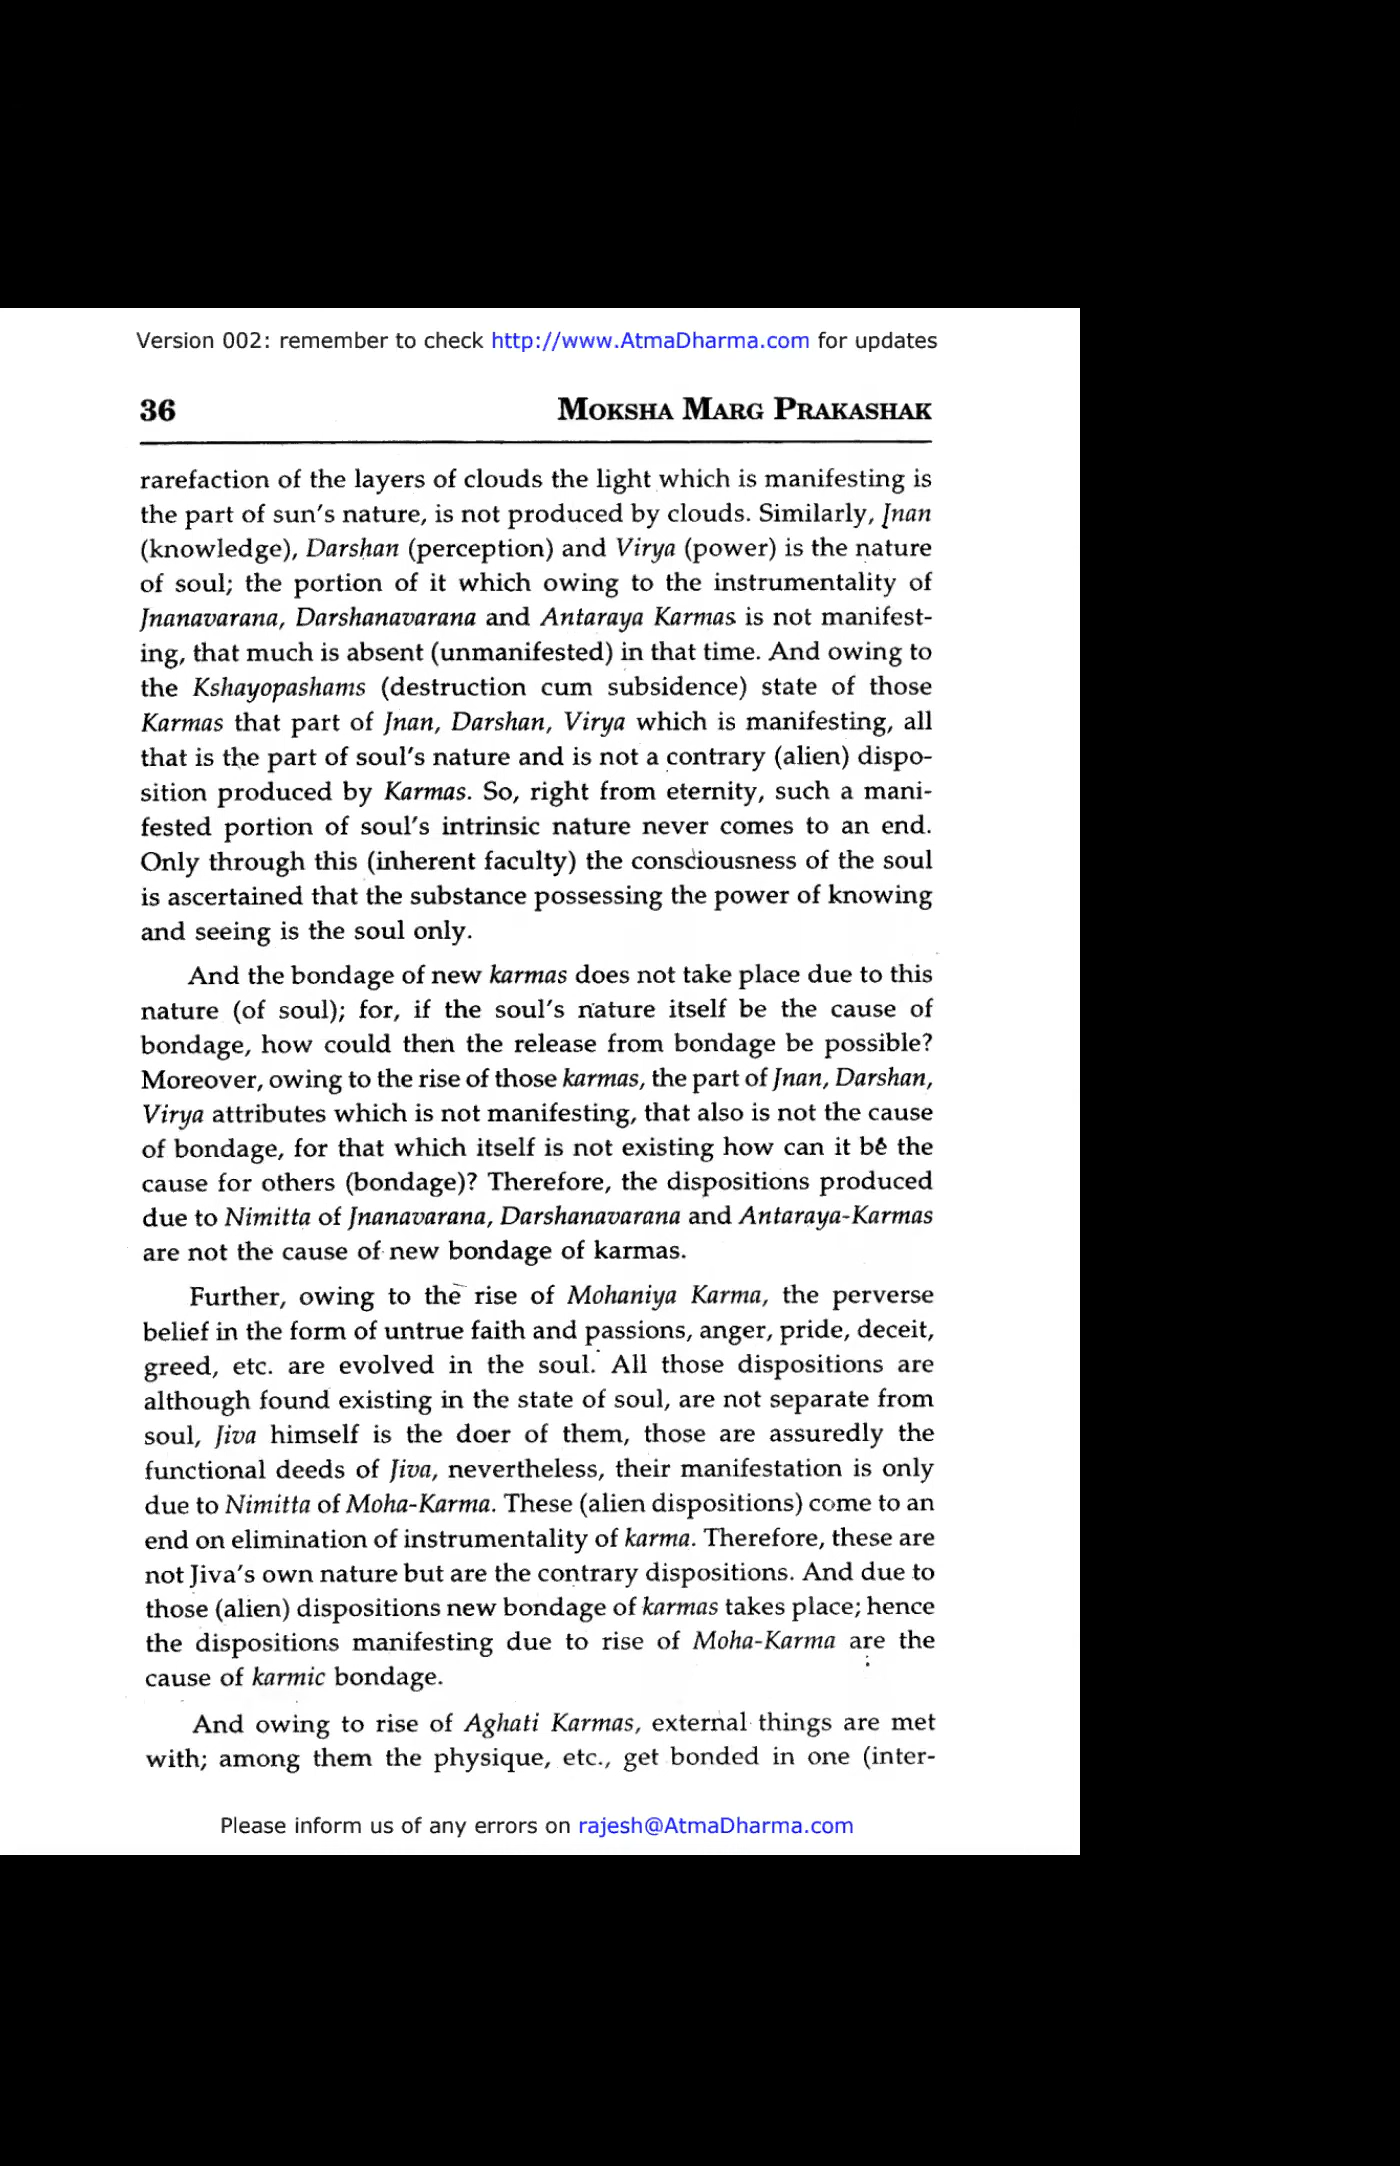 Version 002: remember to check http://www.AtmaDharma.com for updates
36 MOKSHA MARG PRAKASHAK
rarefaction of the layers of clouds the light which is manifesting is
the part of sun's nature, is not produced by clouds. Similarly, Jnan
(knowledge), Darshan (perception) and Virya (power) is the nature
of soul; the portion of it which owing to the instrumentality of
Jnanavarana, Darshanavarana and Antaraya Karmas is not manifest-
ing, that much is absent (unmanifested) in that time. And owing to
the Kshayopashams (destruction cum subsidence) state of those
Karmas that part of Jnan, Darshan, Virya which is manifesting, all
that is the part of soul's nature and is not a contrary (alien) dispo-
sition produced by Karmas. So, right from eternity, such a mani-
fested portion of soul's intrinsic nature never comes to an end.
Only through this (inherent faculty) the consciousness of the soul
is ascertained that the substance possessing the power of knowing
and seeing is the soul only.
And the bondage of new karmas does not take place due to this
nature (of soul); for, if the soul's nature itself be the cause of
bondage, how could then the release from bondage be possible?
Moreover, owing to the rise of those karmas, the part of Jnan, Darshan,
Virya attributes which is not manifesting, that also is not the cause
of bondage, for that which itself is not existing how can it be the
cause for others (bondage)? Therefore, the dispositions produced
due to Nimitta of Jnanavarana, Darshanavarana and Antaraya-Karmas
are not the cause of new bondage of karmas.
Further, owing to the rise of Mohaniya Karma, the perverse
belief in the form of untrue faith and passions, anger, pride, deceit,
greed, etc. are evolved in the soul. All those dispositions are
although found existing in the state of soul, are not separate from
soul, Jiva himself is the doer of them, those are assuredly the
functional deeds of Jiva, nevertheless, their manifestation is only
due to Nimitta of Moha-Karma. These (alien dispositions) come to an
end on elimination of instrumentality of karma. Therefore, these are
not Jiva's own nature but are the contrary dispositions. And due to
those (alien) dispositions new bondage of karmas takes place; hence
the dispositions manifesting due to rise of Moha-Karma are the
cause of karmic bondage.
And owing to rise of Aghati Karmas, external things are met
with; among them the physique, etc., get bonded in one (inter-
Please inform us of any errors on rajesh@AtmaDharma.com